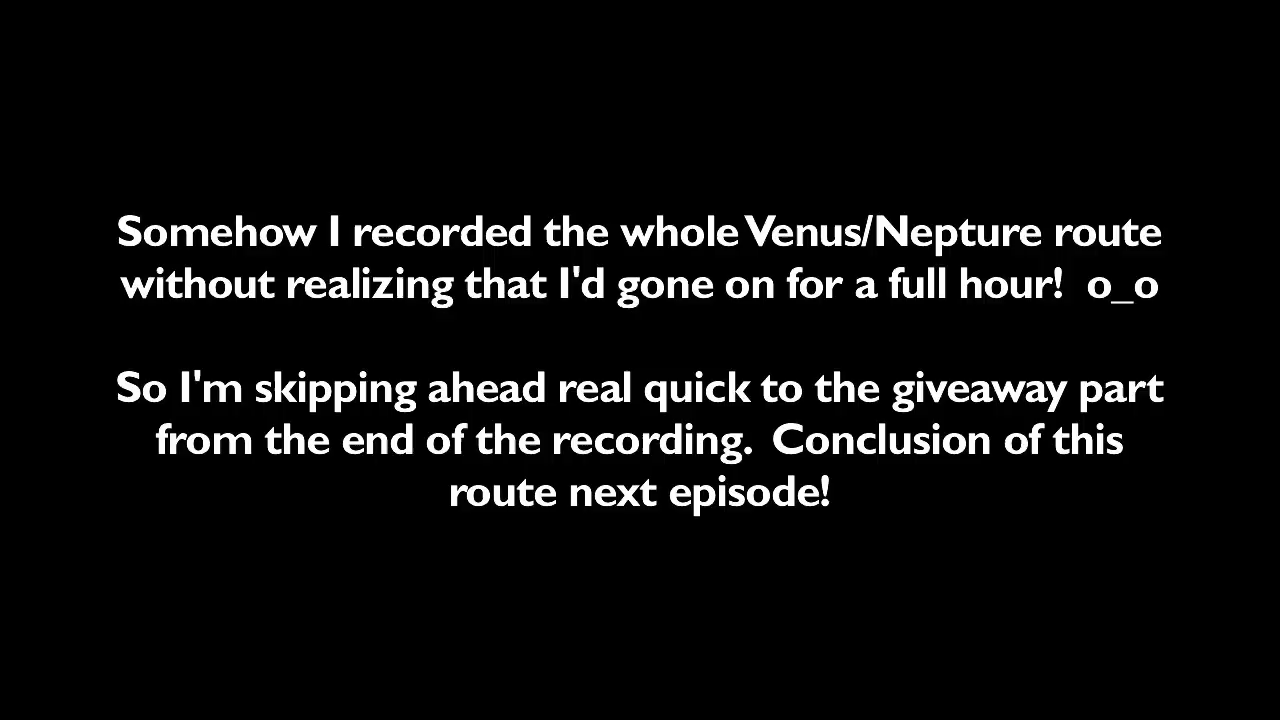 Somehow I recorded the whole Venus/Nepture route
without realizing that I'd gone on for a full hour!  o_o
So I'm skipping ahead real quick to the giveaway part
from the end of the recording.  Conclusion of this
route next episode!